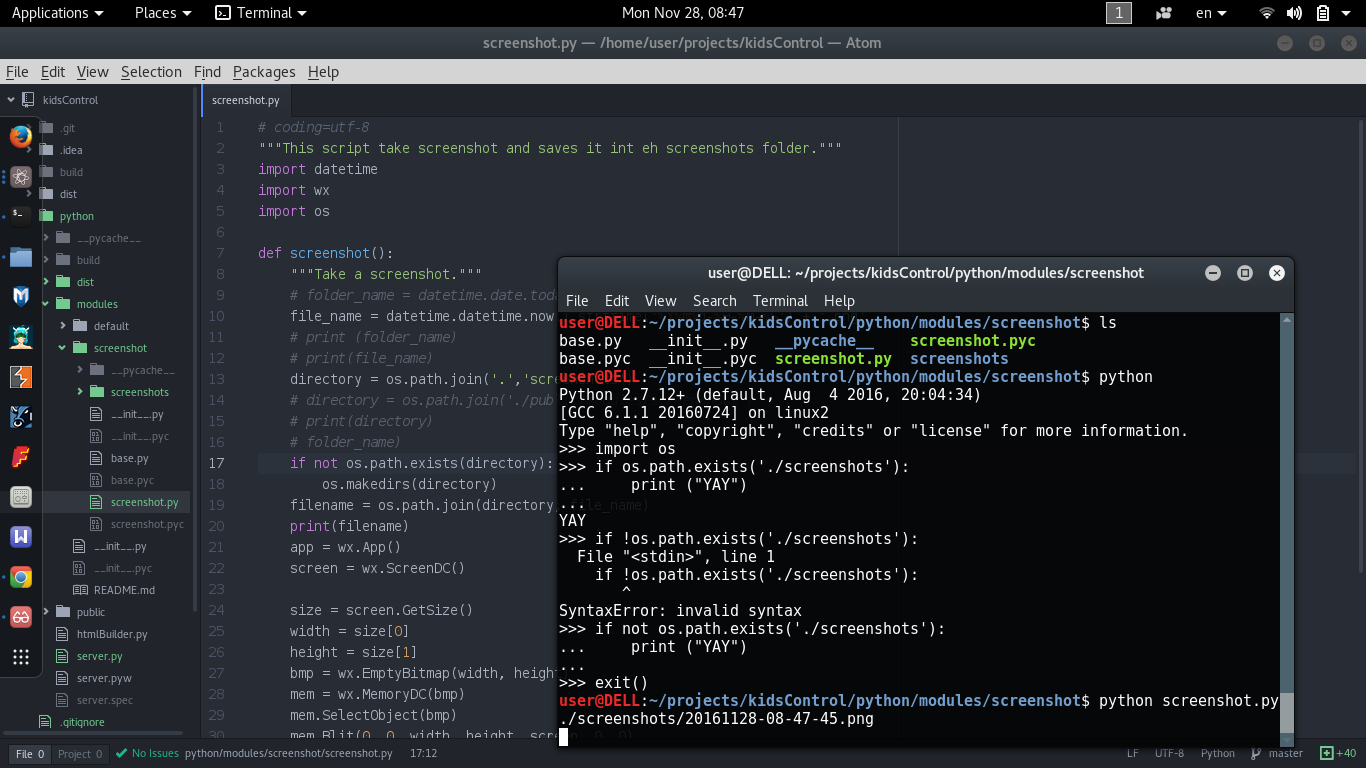 Applications Places Terminal Mon Nov 28, 08:47 1 en
screenshot.py — /home/user/projects/kidsControl — Atom
File Edit View Selection Find Packages Help
kidsControl
.git
.idea
build
dist
python
__pycache__
build
dist
modules
default
screenshot
__pycache__
screenshots
__init__.py
__init__.pyc
base.py
base.pyc
screenshot.py
screenshot.pyc
__init__.py
__init__.pyc
README.md
public
htmlBuilder.py
server.py
server.pyw
server.spec
.gitignore
screenshot.py
1 # coding=utf-8
2 """This script take screenshot and saves it int eh screenshots folder."""
3 import datetime
4 import wx
5 import os
6
7 def screenshot():
8 """Take a screenshot."""
9 # folder_name = datetime.date.toda
10 file_name = datetime.datetime.now
11 # print (folder_name)
12 # print(file_name)
13 directory = os.path.join('.','scre
14 # directory = os.path.join('./pub
15 # print(directory)
16 # folder_name)
17 if not os.path.exists(directory):
18 os.makedirs(directory)
19 filename = os.path.join(directory, file_name)
20 print(filename)
21 app = wx.App()
22 screen = wx.ScreenDC()
23
24 size = screen.GetSize()
25 width = size[0]
26 height = size[1]
27 bmp = wx.EmptyBitmap(width, height
28 mem = wx.MemoryDC(bmp)
29 mem.SelectObject(bmp)
30 mem.Blit(0, 0, width, height, screen, 0, 0)
user@DELL: ~/projects/kidsControl/python/modules/screenshot
File Edit View Search Terminal Help
user@DELL:~/projects/kidsControl/python/modules/screenshot$ ls
base.py __init__.py __pycache__ screenshot.pyc
base.pyc __init__.pyc screenshot.py screenshots
user@DELL:~/projects/kidsControl/python/modules/screenshot$ python
Python 2.7.12+ (default, Aug 4 2016, 20:04:34)
[GCC 6.1.1 20160724] on linux2
Type "help", "copyright", "credits" or "license" for more information.
>>> import os
>>> if os.path.exists('./screenshots'):
... print ("YAY")
...
YAY
>>> if !os.path.exists('./screenshots'):
File "<stdin>", line 1
if !os.path.exists('./screenshots'):
^
SyntaxError: invalid syntax
>>> if not os.path.exists('./screenshots'):
... print ("YAY")
...
>>> exit()
user@DELL:~/projects/kidsControl/python/modules/screenshot$ python screenshot.py
./screenshots/20161128-08-47-45.png
File 0 Project 0 No Issues python/modules/screenshot/screenshot.py 17:12 LF UTF-8 Python master +40